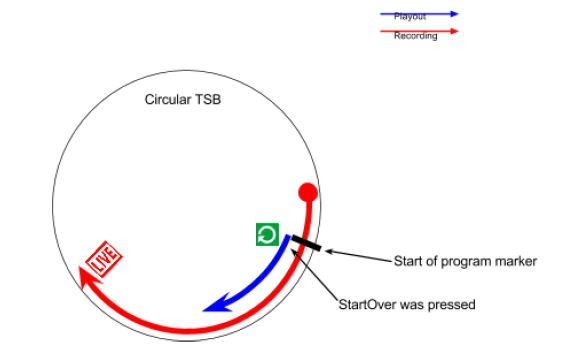 Playout
Recording
Circular TSB
LIVE
Start of program marker
StartOver was pressed